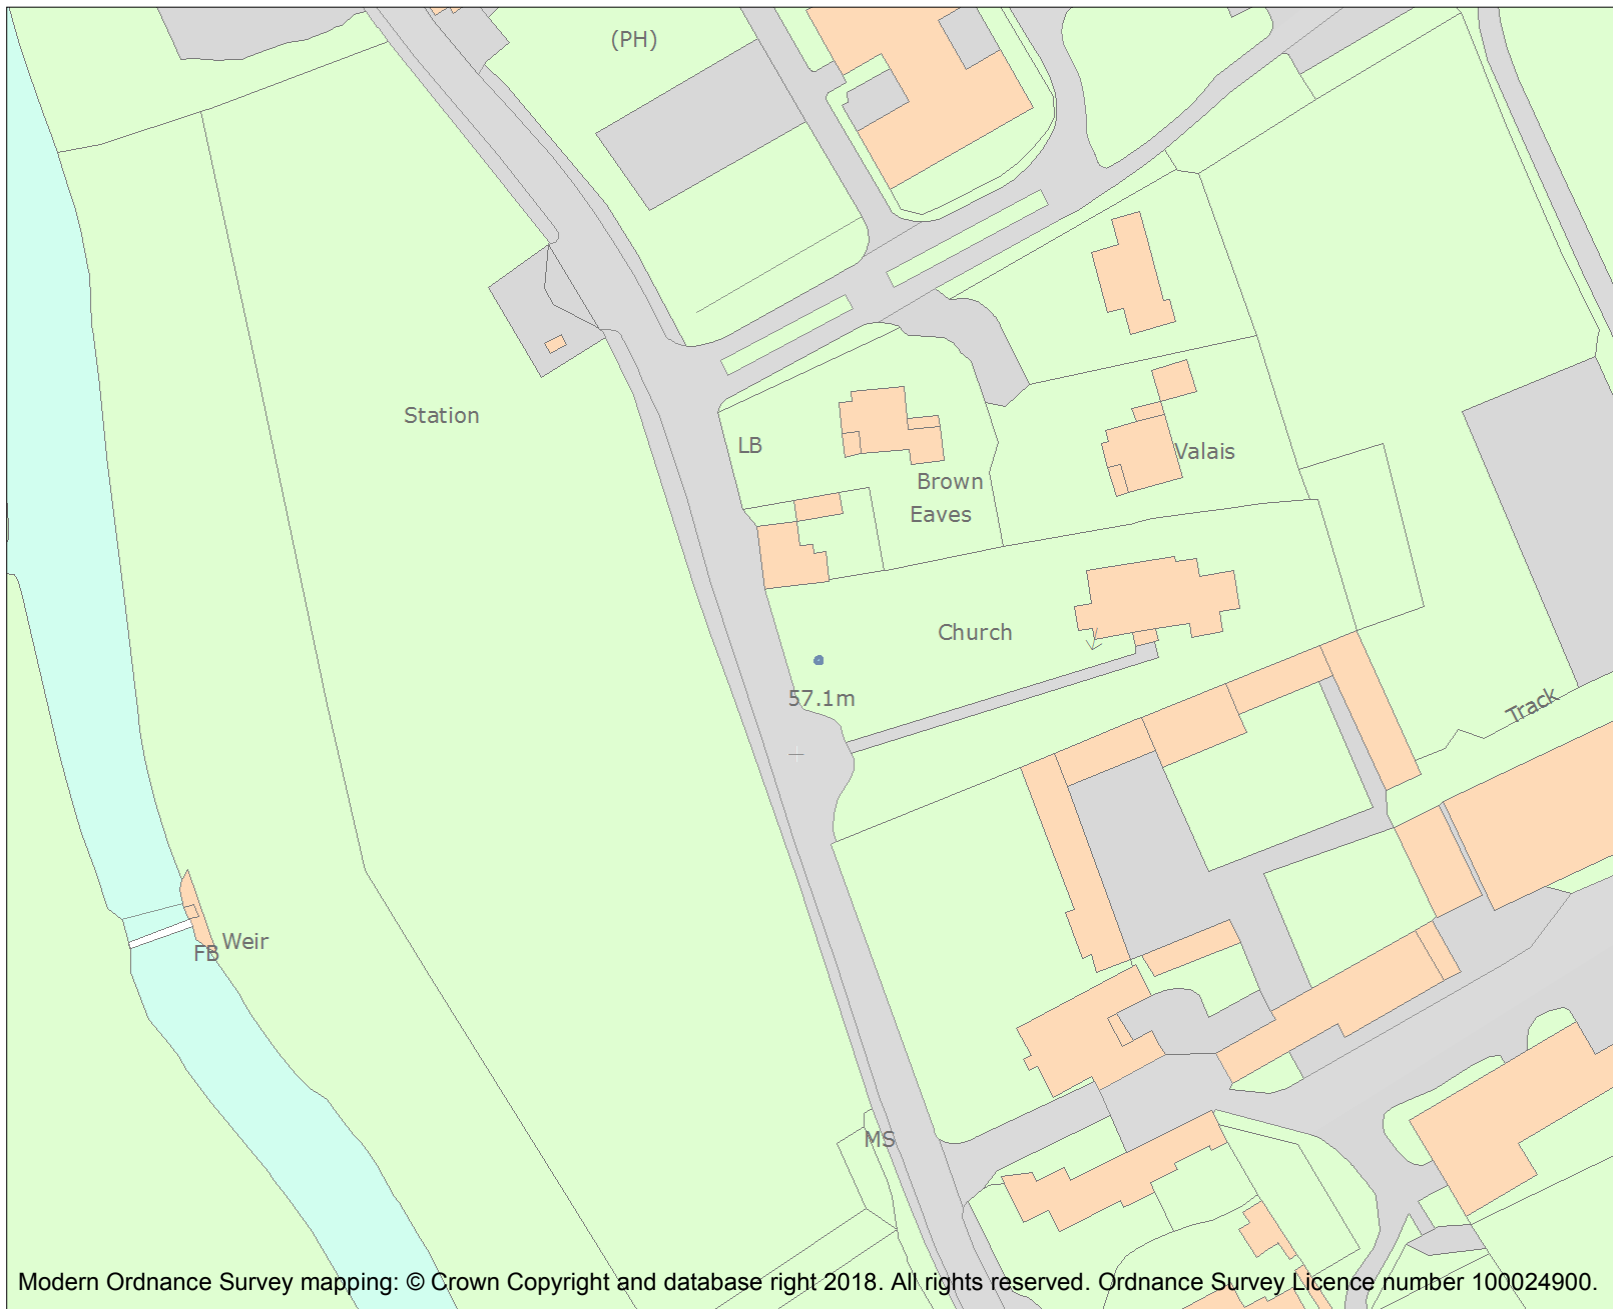 (PH)
Station
LB
Valais
Brown
Eaves
Church
57.1m
Track
Weir
FB
MS
Modern Ordnance Survey mapping: © Crown Copyright and database right 2018. All rights reserved. Ordnance Survey Licence number 100024900.